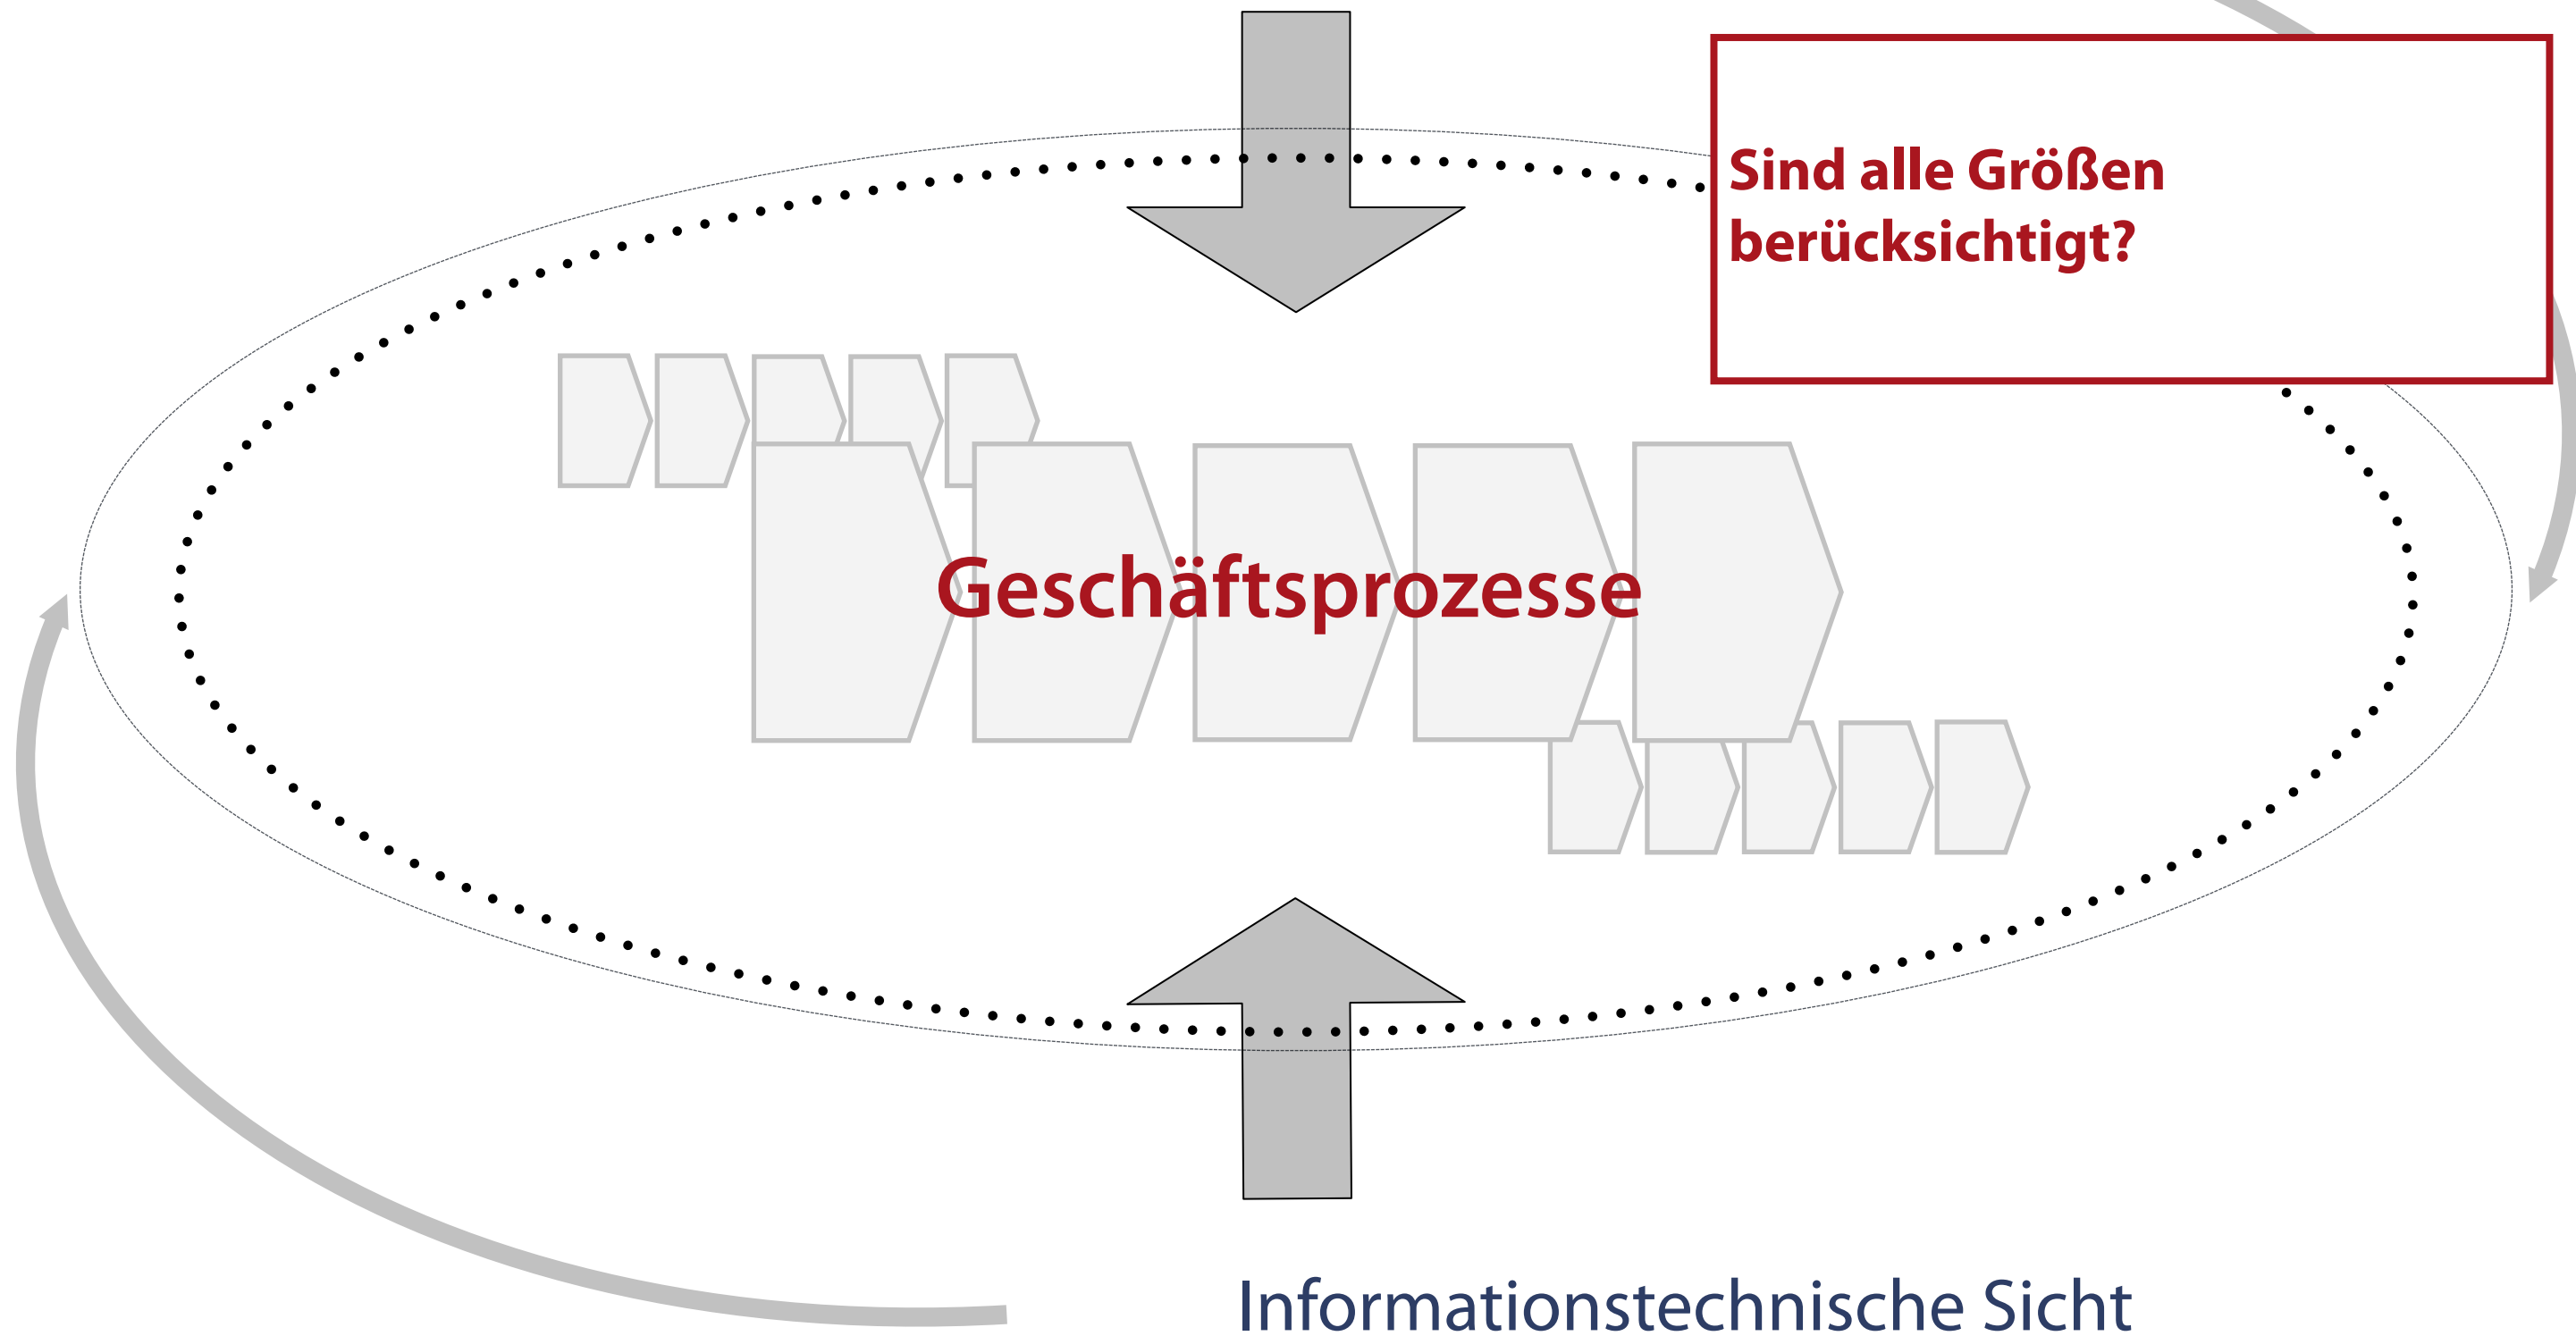 Sind alle Größen
berücksichtigt?
Geschäftsprozesse
Informationstechnische Sicht